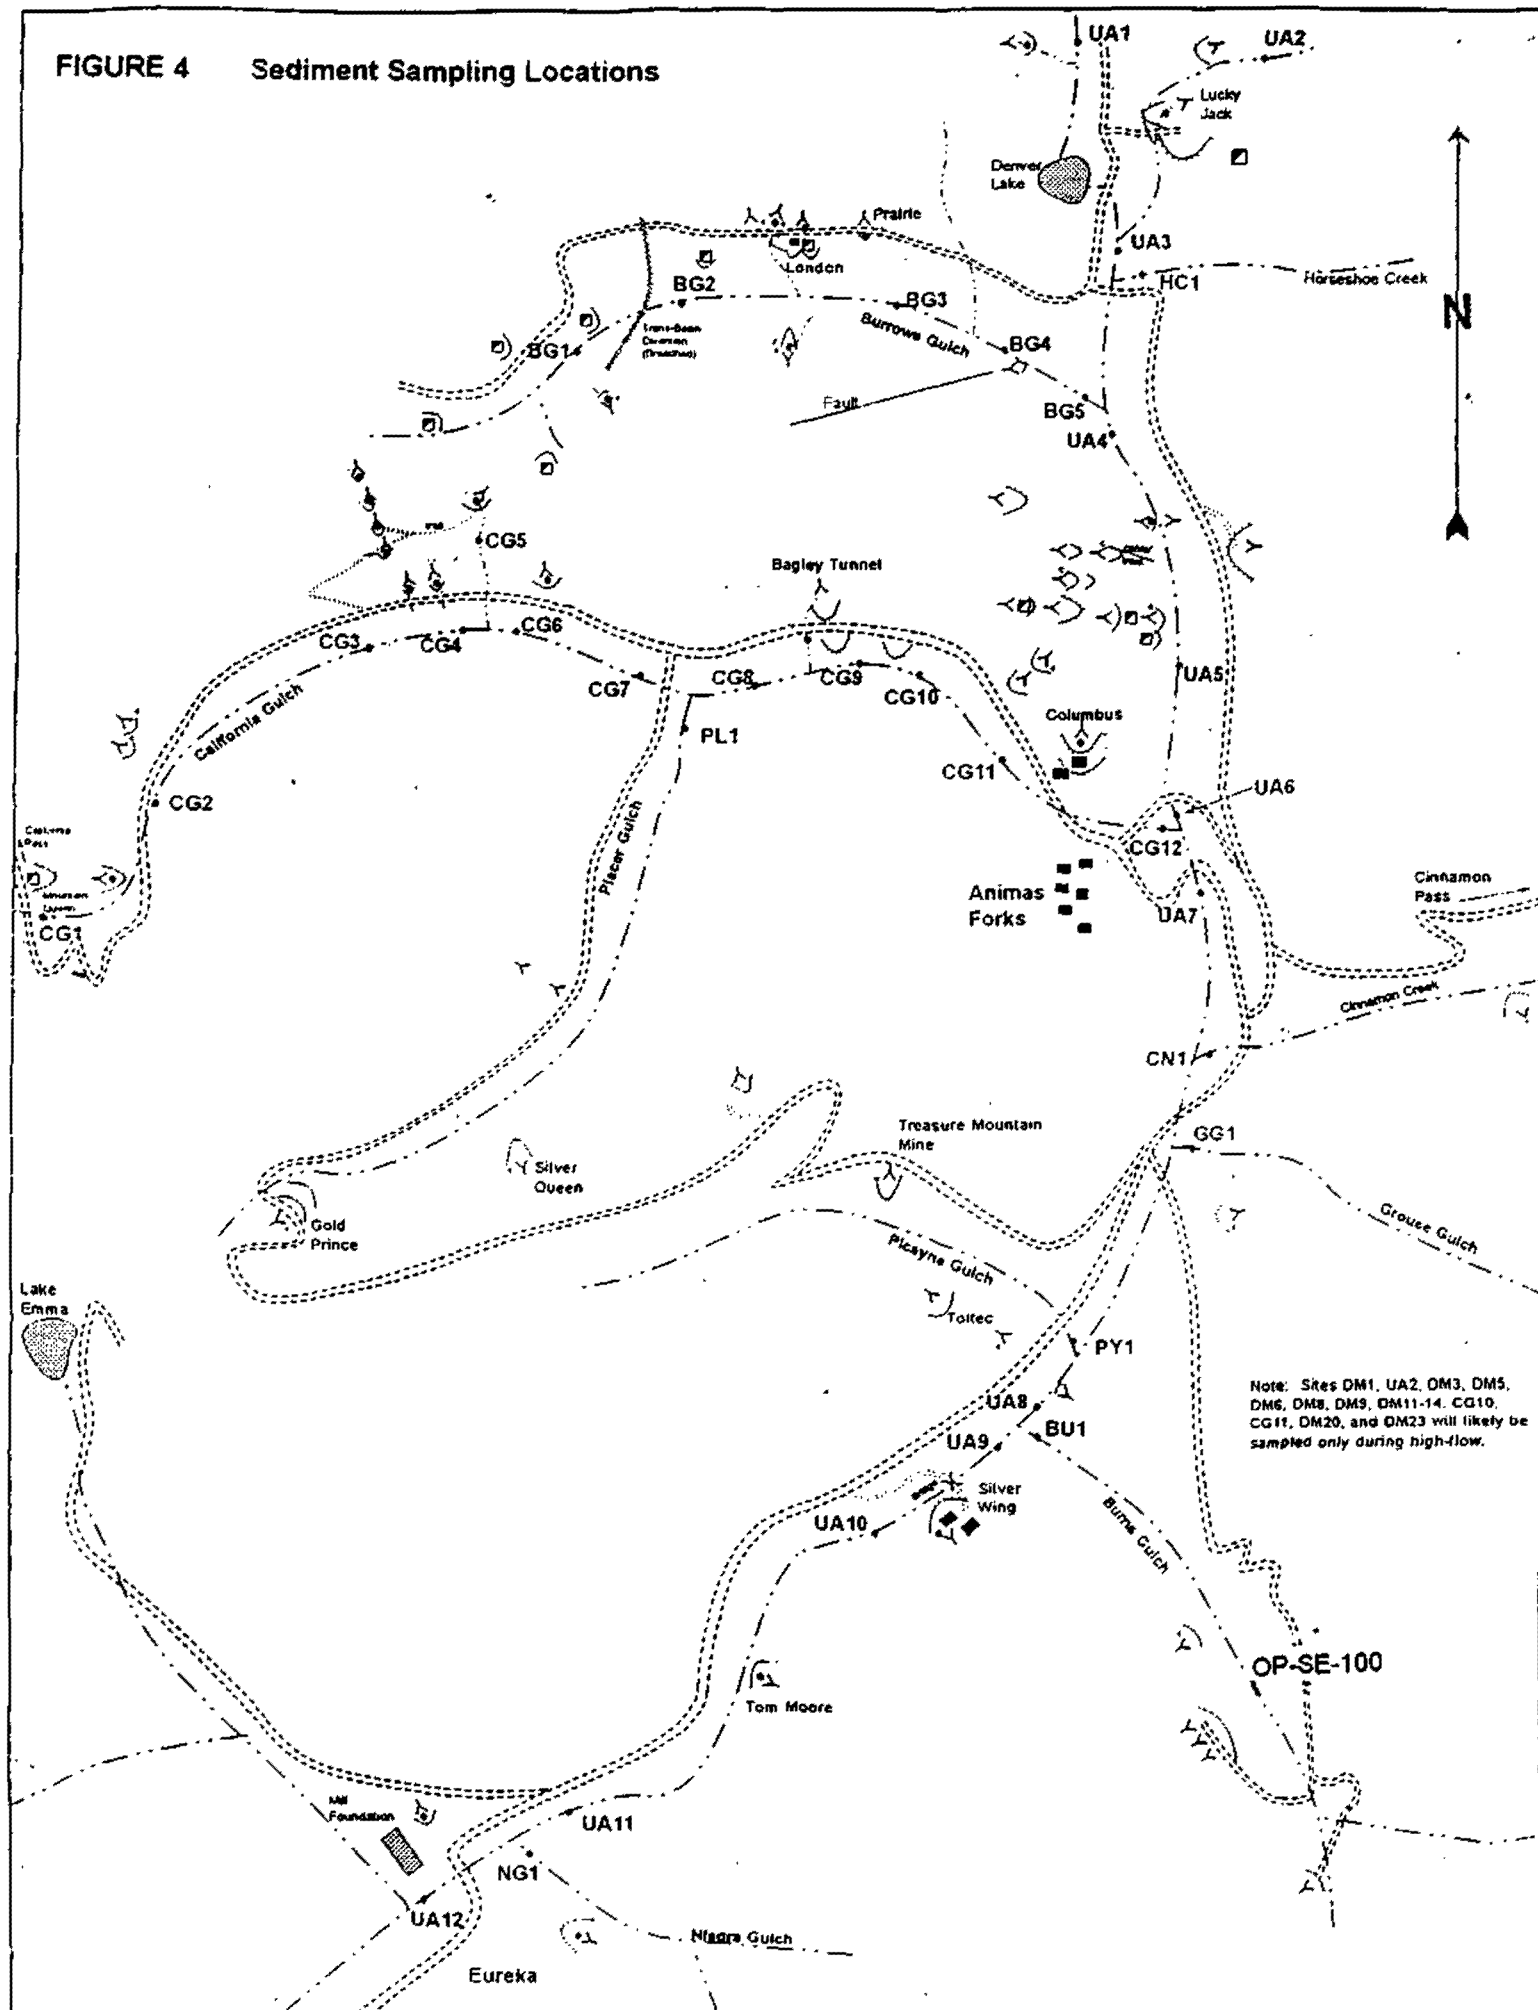 FIGURE 4 Sediment Sampling Locations
UA1
UA2
Lucky
Jack
Denver
Lake
Prairie
UA3
London
HC1
Horseshoe Creek
N
BG2
BG3
Burrows Gulch
BG1
BG4
Fault
BG5
UA4
CG5
Bagley Tunnel
CG3
CG4
CG6
CG7
CG8
CG9
CG10
UA5
California Gulch
PL1
Columbus
CG11
CG2
UA6
CG12
Placer Gulch
Animas
Forks
UA7
Cinnamon
Pass
CG1
Cinnamon Creek
CN1
Treasure Mountain
Mine
GG1
Silver
Queen
Gold
Prince
Grouse Gulch
Picayne Gulch
Lake
Emma
Toltec
PY1
Note: Sites DM1, UA2, DM3, DM5,
DM6, DM8, DM9, DM11-14, CG10,
CG11, DM20, and DM23 will likely be
sampled only during high-flow.
UA8
BU1
UA9
Silver
Wing
UA10
Burns Gulch
OP-SE-100
Tom Moore
Mill
Foundation
UA11
NG1
UA12
Niagra Gulch
Eureka